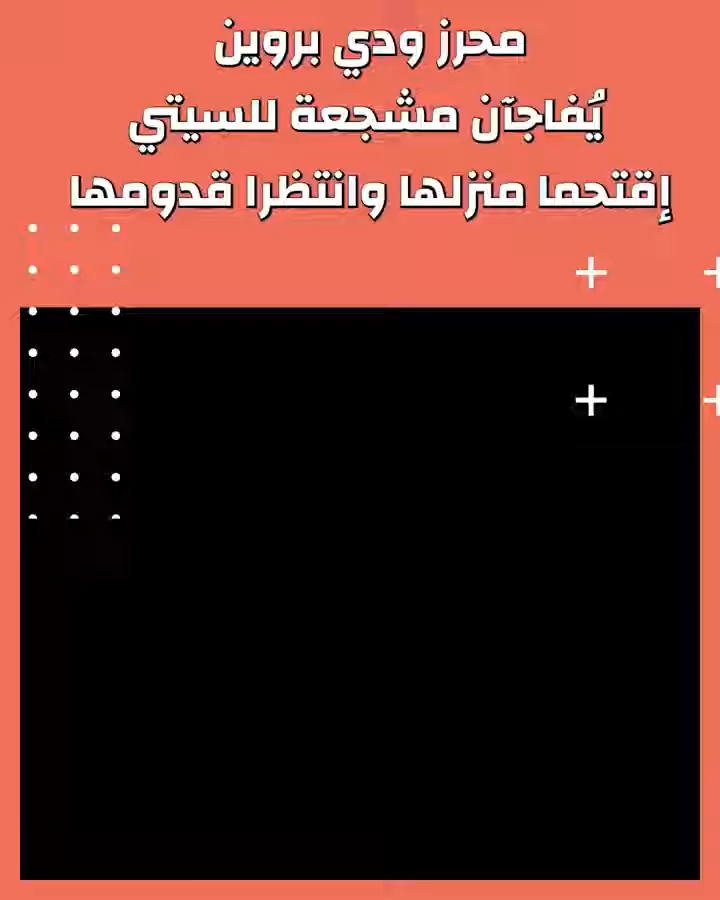 محرز ودي بروين
يُفاجآن مشجعة للسيتي
إقتحما منزلها وانتظرا قدومها